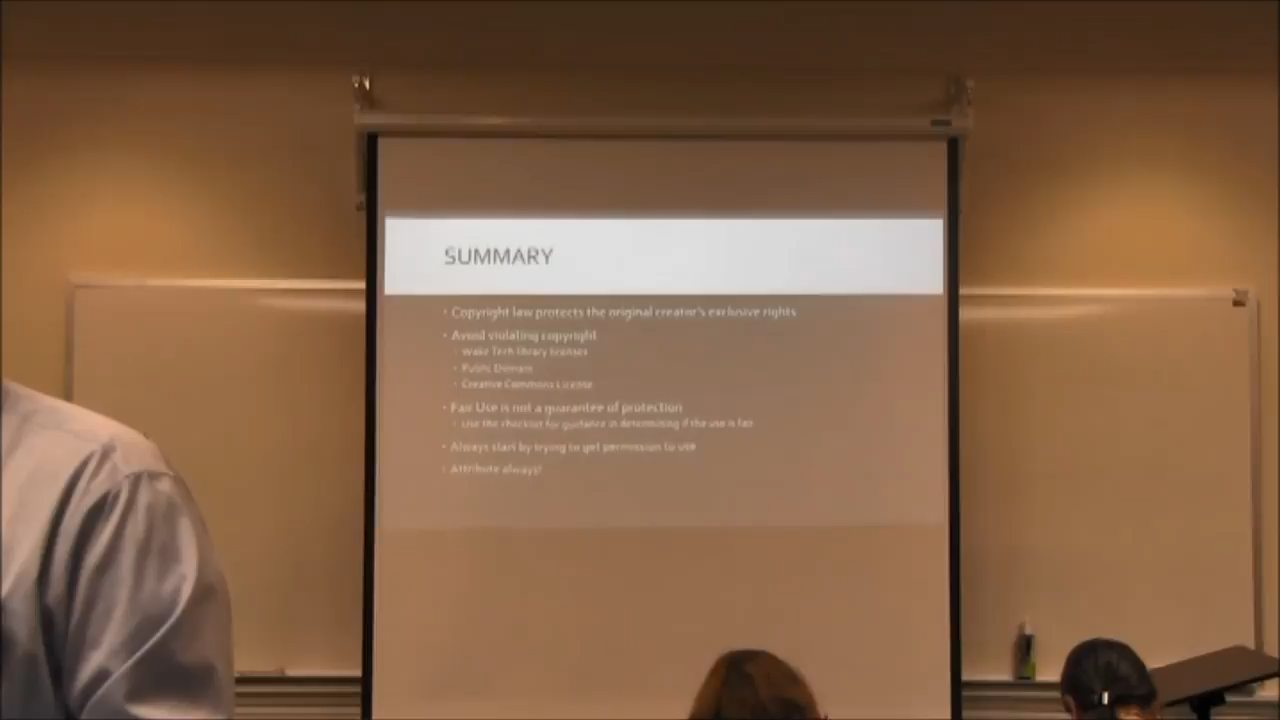 SUMMARY
Copyright law protects the original creator's exclusive rights
Avoid violating copyright
Wake Tech library licenses
Public Domain
Creative Commons License
Fair Use is not a guarantee of protection
Use the checklist for guidance in determining if the use is fair
Always start by trying to get permission to use
Attribute always!